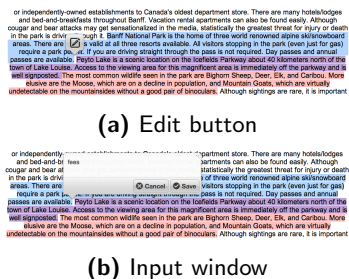 or independently-owned establishments to Canada's oldest department store. There are many hotels/lodges
and bed-and-breakfasts throughout Banff. Vacation rental apartments can also be found easily. Although
cougar and bear attacks may get sensationalized in the media, statistically the greatest threat for injury or death
in the park is driving through it. Banff National Park is the home of three world renowned alpine ski/snowboard
areas. There are is valid at all three resorts available. All visitors stopping in the park (even just for gas)
require a park If you are driving straight through the pass is not required. Day passes and annual
passes are available. Peyto Lake is a scenic location on the Icefields Parkway about 40 kilometers north of the
town of Lake Louise. Access to the viewing area for this magnificent area is immediately off the parkway and is
well signposted. The most common wildlife seen in the park are Bighorn Sheep, Deer, Elk, and Caribou. More
elusive are the Moose, which are on a decline in population, and Mountain Goats, which are virtually
undetectable on the mountainsides without a good pair of binoculars. Although sightings are rare, it is important
(a) Edit button
or independently-owned establishments to Canada's oldest department store. There are many hotels/lodges
and bed-and-b rtments can also be found easily. Although
cougar and bear at statistically the greatest threat for injury or death
in the park is drivi of three world renowned alpine ski/snowboard
areas. There are rs stopping in the park (even just for gas)
fees
Cancel Save
require a park If you are driving straight through the pass is not required. Day passes and annual
passes are available. Peyto Lake is a scenic location on the Icefields Parkway about 40 kilometers north of the
town of Lake Louise. Access to the viewing area for this magnificent area is immediately off the parkway and is
well signposted. The most common wildlife seen in the park are Bighorn Sheep, Deer, Elk, and Caribou. More
elusive are the Moose, which are on a decline in population, and Mountain Goats, which are virtually
undetectable on the mountainsides without a good pair of binoculars. Although sightings are rare, it is important
(b) Input window